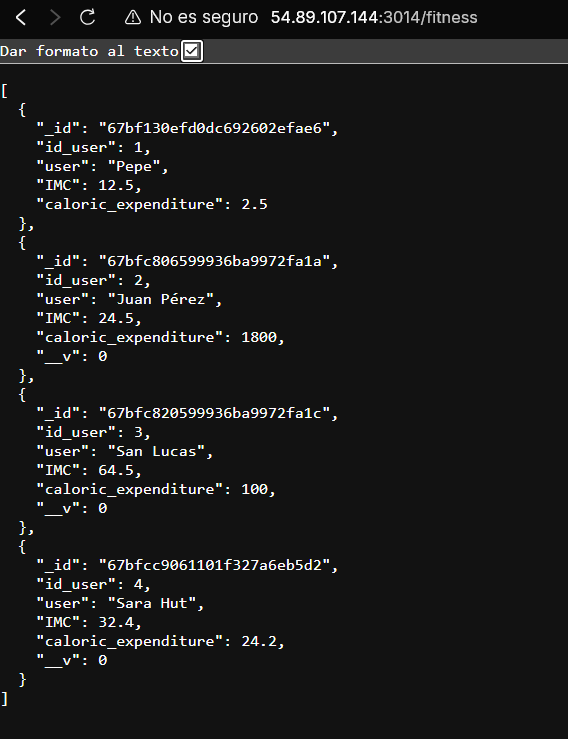 No es seguro 54.89.107.144:3014/fitness
Dar formato al texto
[
  {
    "_id": "67bf130efd0dc692602efae6",
    "id_user": 1,
    "user": "Pepe",
    "IMC": 12.5,
    "caloric_expenditure": 2.5
  },
  {
    "_id": "67bfc806599936ba9972fa1a",
    "id_user": 2,
    "user": "Juan Pérez",
    "IMC": 24.5,
    "caloric_expenditure": 1800,
    "__v": 0
  },
  {
    "_id": "67bfc820599936ba9972fa1c",
    "id_user": 3,
    "user": "San Lucas",
    "IMC": 64.5,
    "caloric_expenditure": 100,
    "__v": 0
  },
  {
    "_id": "67bfcc9061101f327a6eb5d2",
    "id_user": 4,
    "user": "Sara Hut",
    "IMC": 32.4,
    "caloric_expenditure": 24.2,
    "__v": 0
  }
]